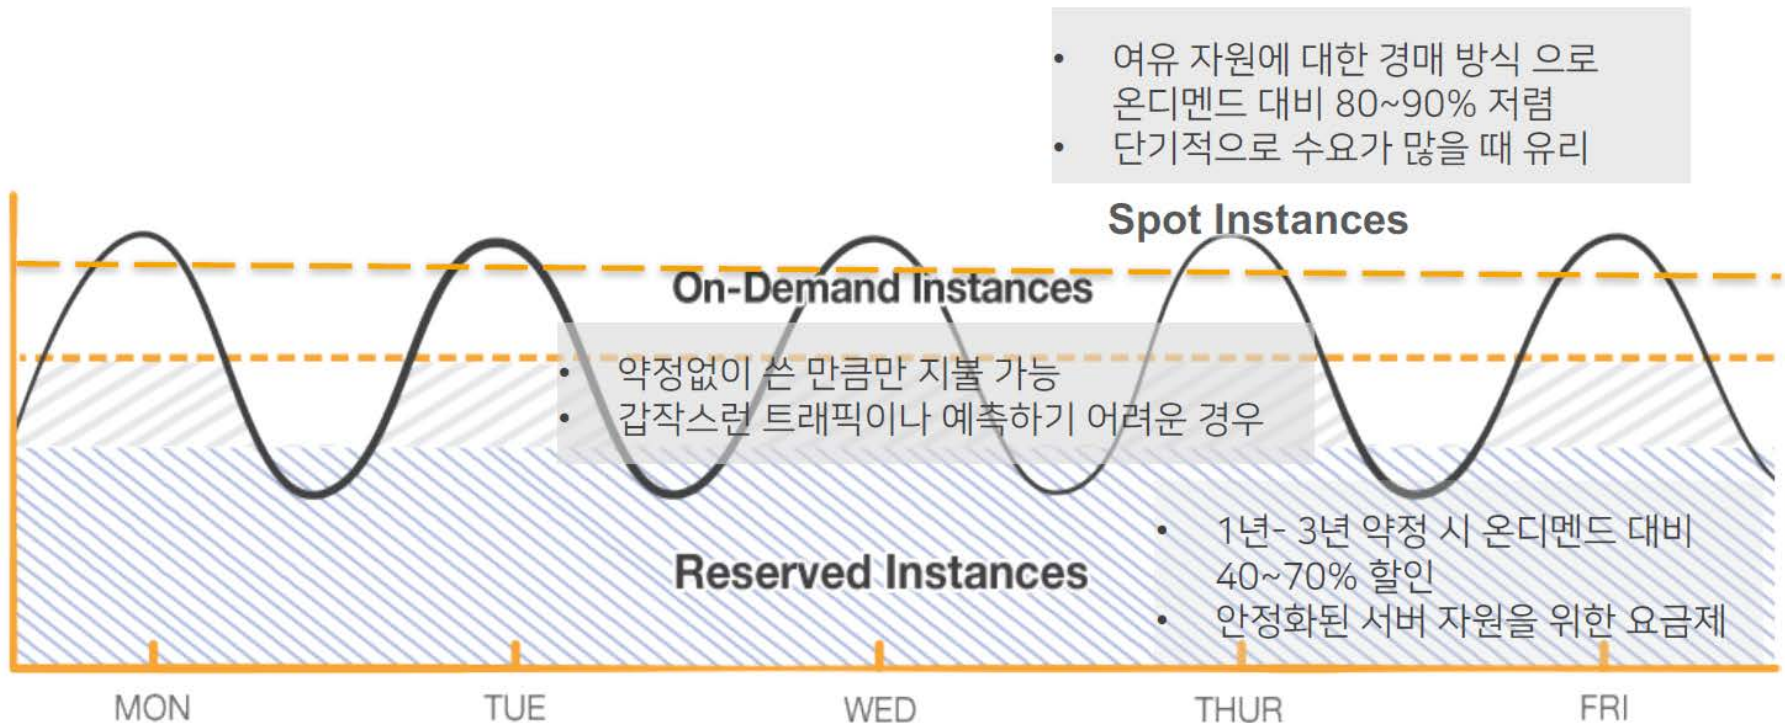 • 여유 자원에 대한 경매 방식 으로
온디멘드 대비 80~90% 저렴
• 단기적으로 수요가 많을 때 유리
Spot Instances
On-Demand Instances
• 약정없이 쓴 만큼만 지불 가능
• 갑작스런 트래픽이나 예측하기 어려운 경우
Reserved Instances
• 1년- 3년 약정 시 온디멘드 대비
40~70% 할인
• 안정화된 서버 자원을 위한 요금제
MON TUE WED THUR FRI